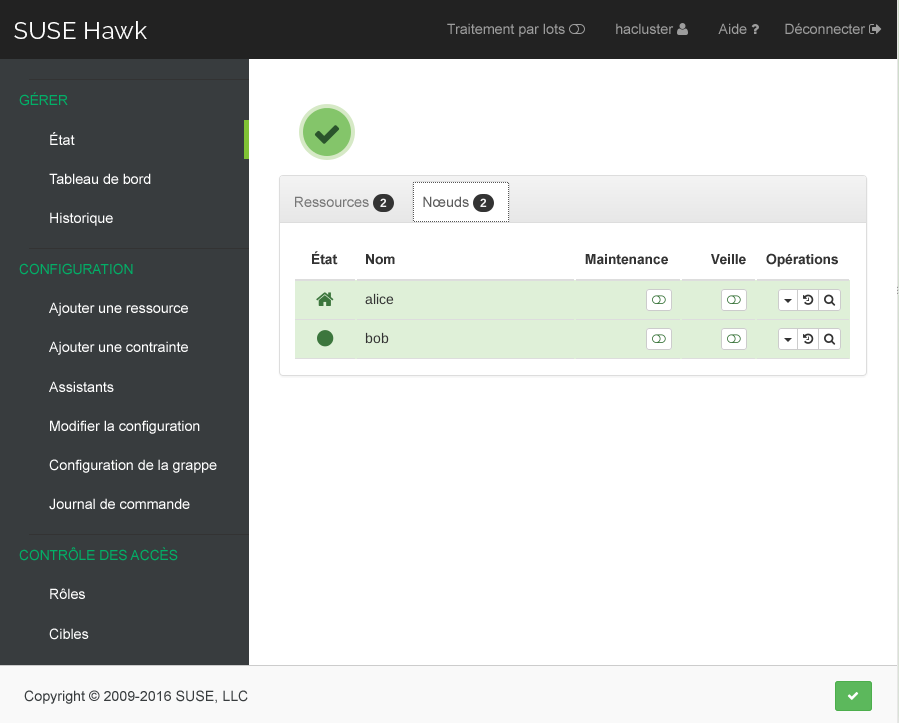 SUSE Hawk
Traitement par lots
hacluster
Aide ?
Déconnecter
GÉRER
État
Tableau de bord
Historique
CONFIGURATION
Ajouter une ressource
Ajouter une contrainte
Assistants
Modifier la configuration
Configuration de la grappe
Journal de commande
CONTRÔLE DES ACCÈS
Rôles
Cibles
Ressources 2 Nœuds 2
État Nom Maintenance Veille Opérations
alice
bob
Copyright © 2009-2016 SUSE, LLC